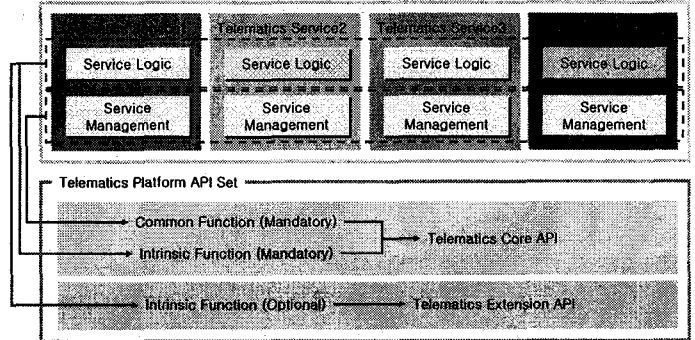 Telematics Service2 Telematics Service3
Service Logic Service Logic Service Logic Service Logic
Service Management Service Management Service Management Service Management
Telematics Platform API Set
Common Function (Mandatory)
Telematics Core API
Intrinsic Function (Mandatory)
Intrinsic Function (Optional) Telematics Extension API